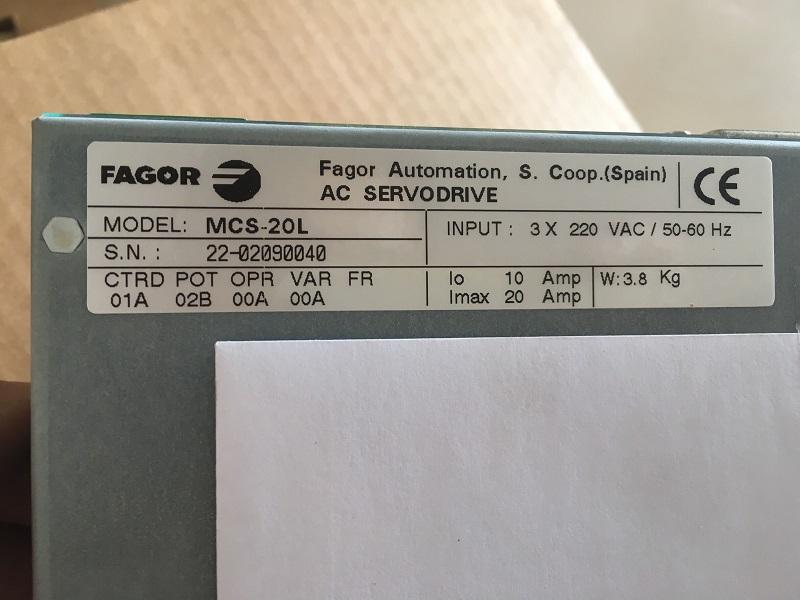 FAGOR
Fagor Automation, S. Coop.(Spain)
AC SERVODRIVE
CE
MODEL: MCS-20L
S.N. : 22-02090040
INPUT : 3 X 220 VAC / 50-60 Hz
CTRD POT OPR VAR FR
01A 02B 00A 00A
Io 10 Amp
Imax 20 Amp
W: 3.8 Kg